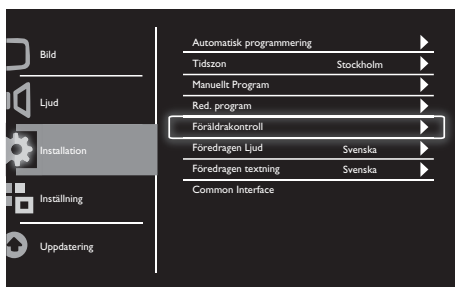 Bild
Ljud
Installation
Inställning
Uppdatering
Automatisk programmering
Tidszon Stockholm
Manuellt Program
Red. program
Föräldrakontroll
Föredragen Ljud Svenska
Föredragen textning Svenska
Common Interface